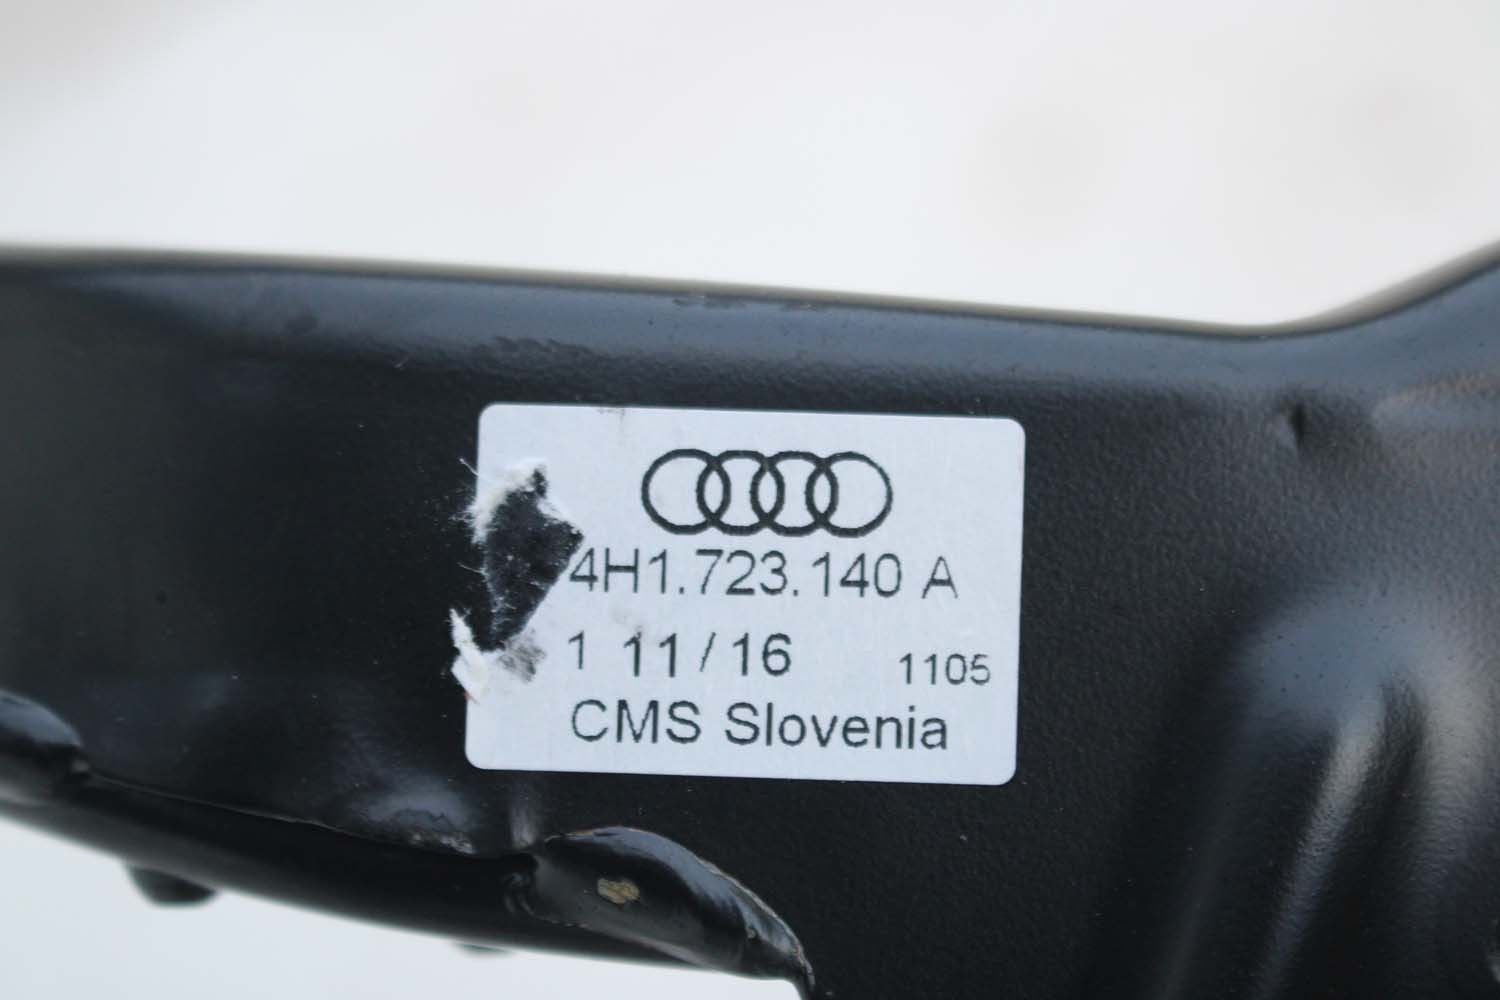 4H1.723.140 A
1 11/16 1105
CMS Slovenia